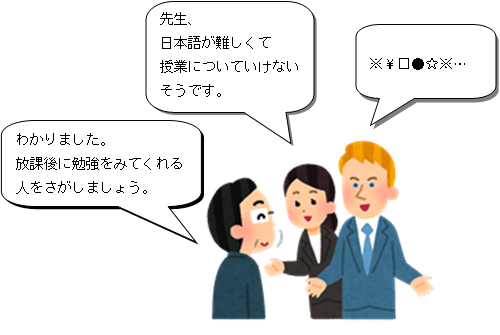 ※￥□●☆※…
先生、
日本語が難しくて
授業についていけない
そうです。
わかりました。
放課後に勉強をみてくれる
人をさがしましょう。